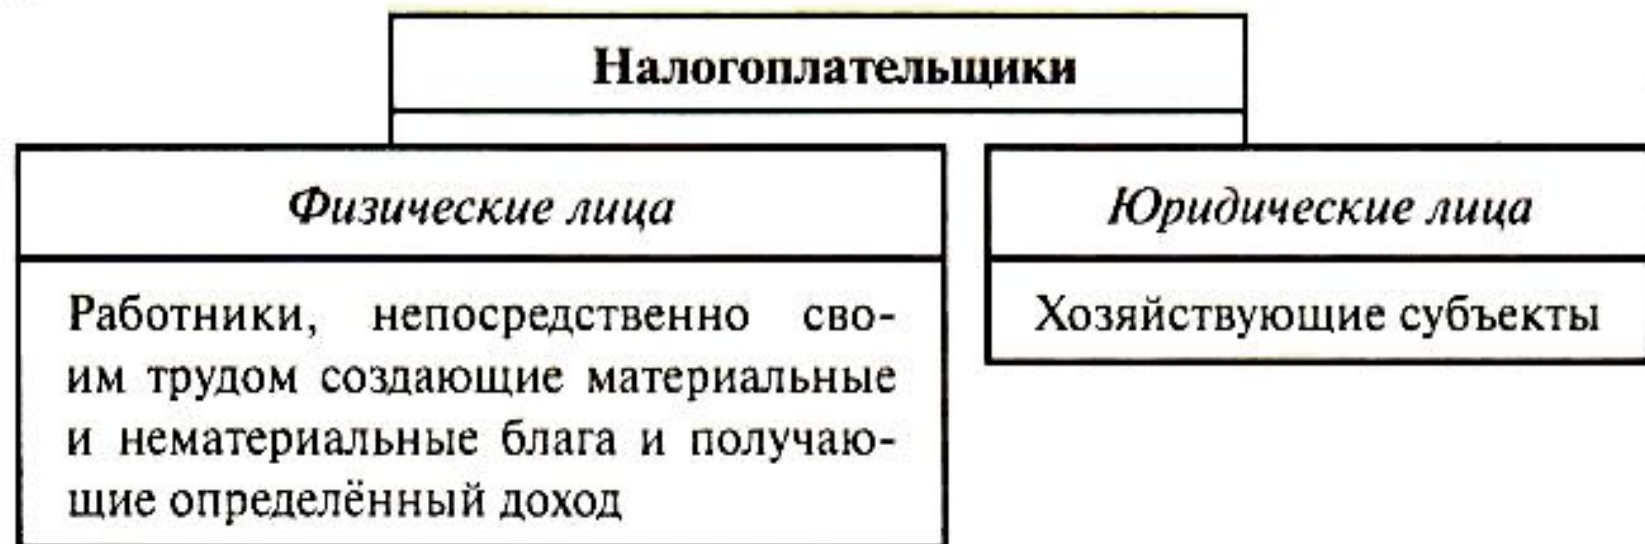 Налогоплательщики
Физические лица
Работники, непосредственно сво-
им трудом создающие материальные
и нематериальные блага и получаю-
щие определённый доход
Юридические лица
Хозяйствующие субъекты